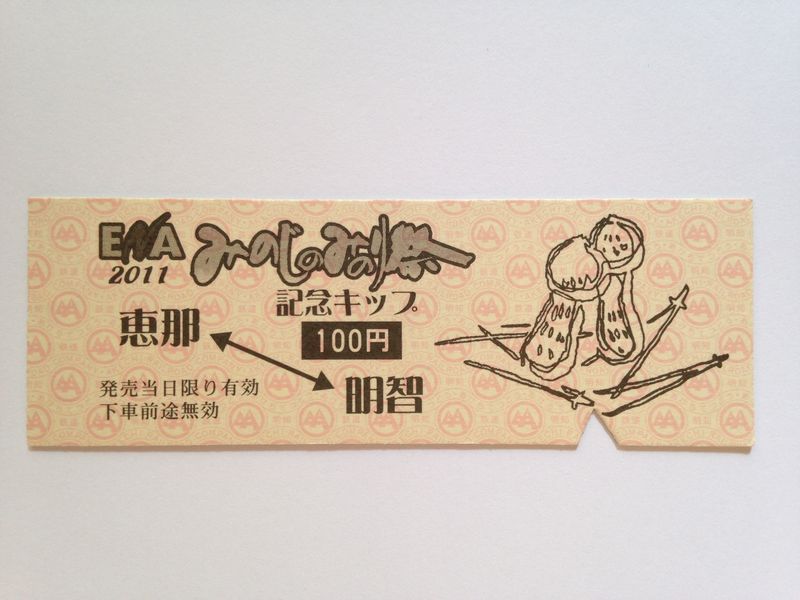 ENA みのじのみのり祭
2011
記念キップ
恵那
100円
明智
発売当日限り有効
下車前途無効